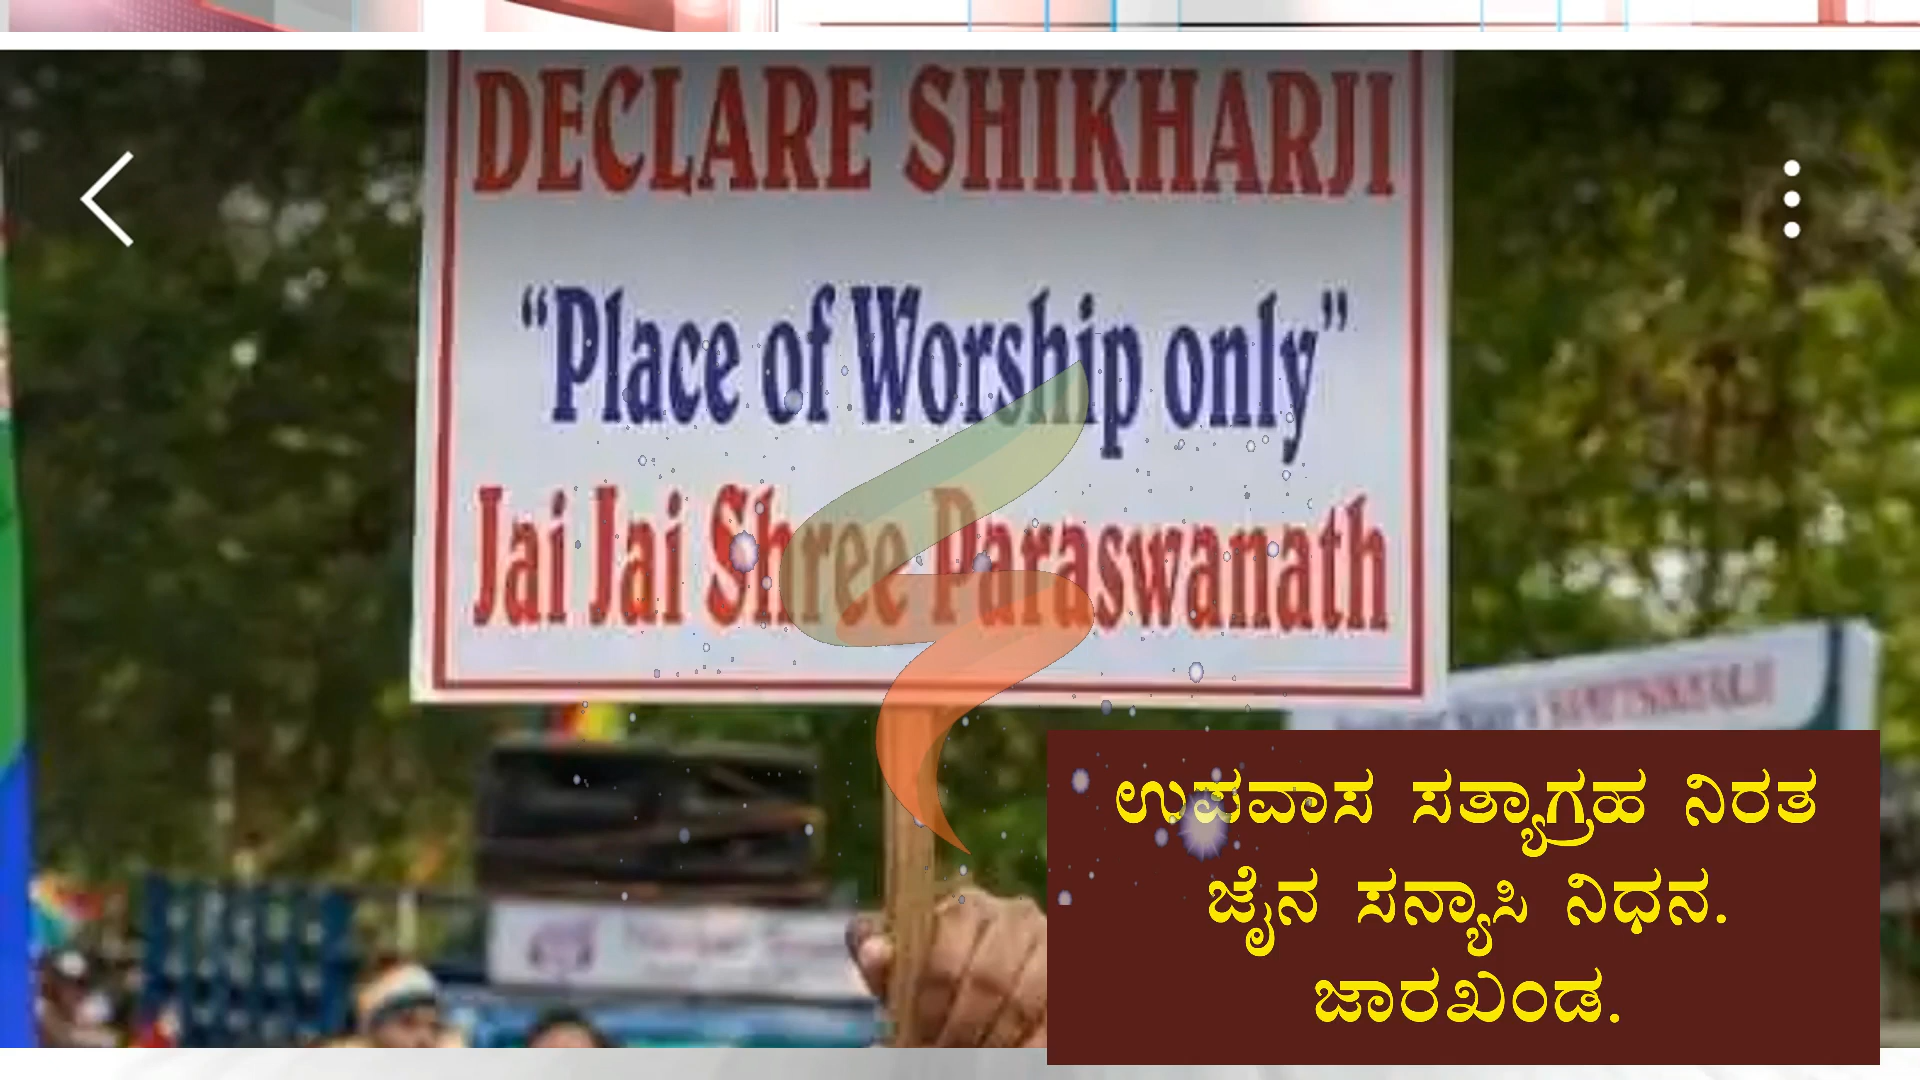 DECLARE SHIKHARJI
“Place of Worship only”
Jai Jai Shree Paraswanath
ಉಪವಾಸ ಸತ್ಯಾಗ್ರಹ ನಿರತ
ಜೈನ ಸನ್ಯಾಸಿ ನಿಧನ.
ಜಾರಖಂಡ.